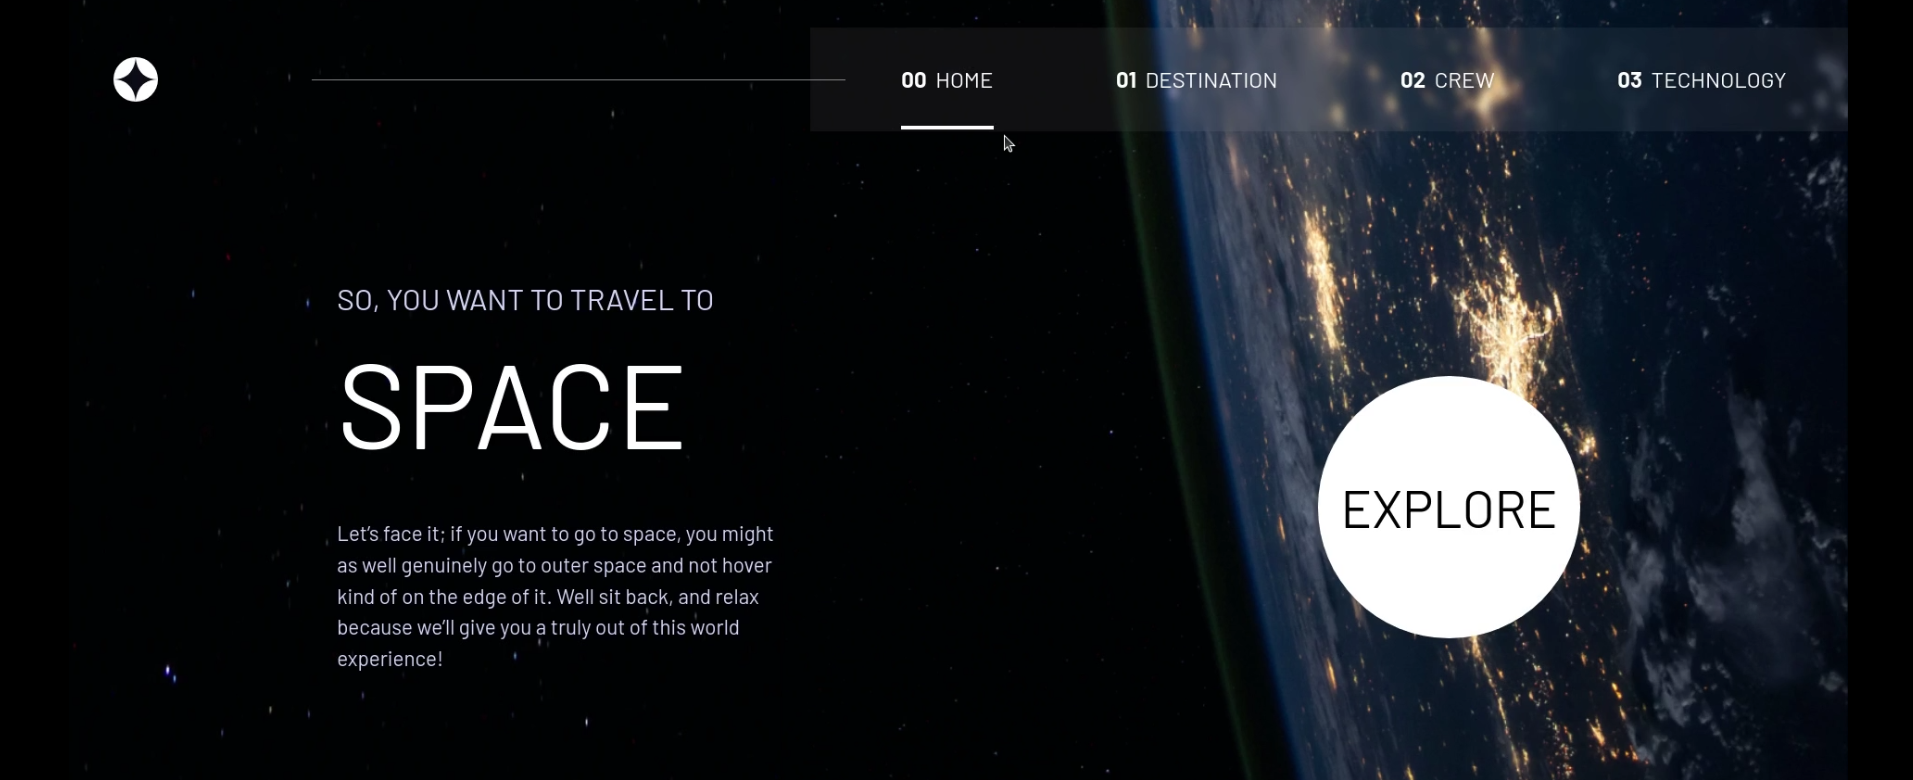 00 HOME 01 DESTINATION 02 CREW 03 TECHNOLOGY
SO, YOU WANT TO TRAVEL TO
SPACE
Let’s face it; if you want to go to space, you might
as well genuinely go to outer space and not hover
kind of on the edge of it. Well sit back, and relax
because we’ll give you a truly out of this world
experience!
EXPLORE